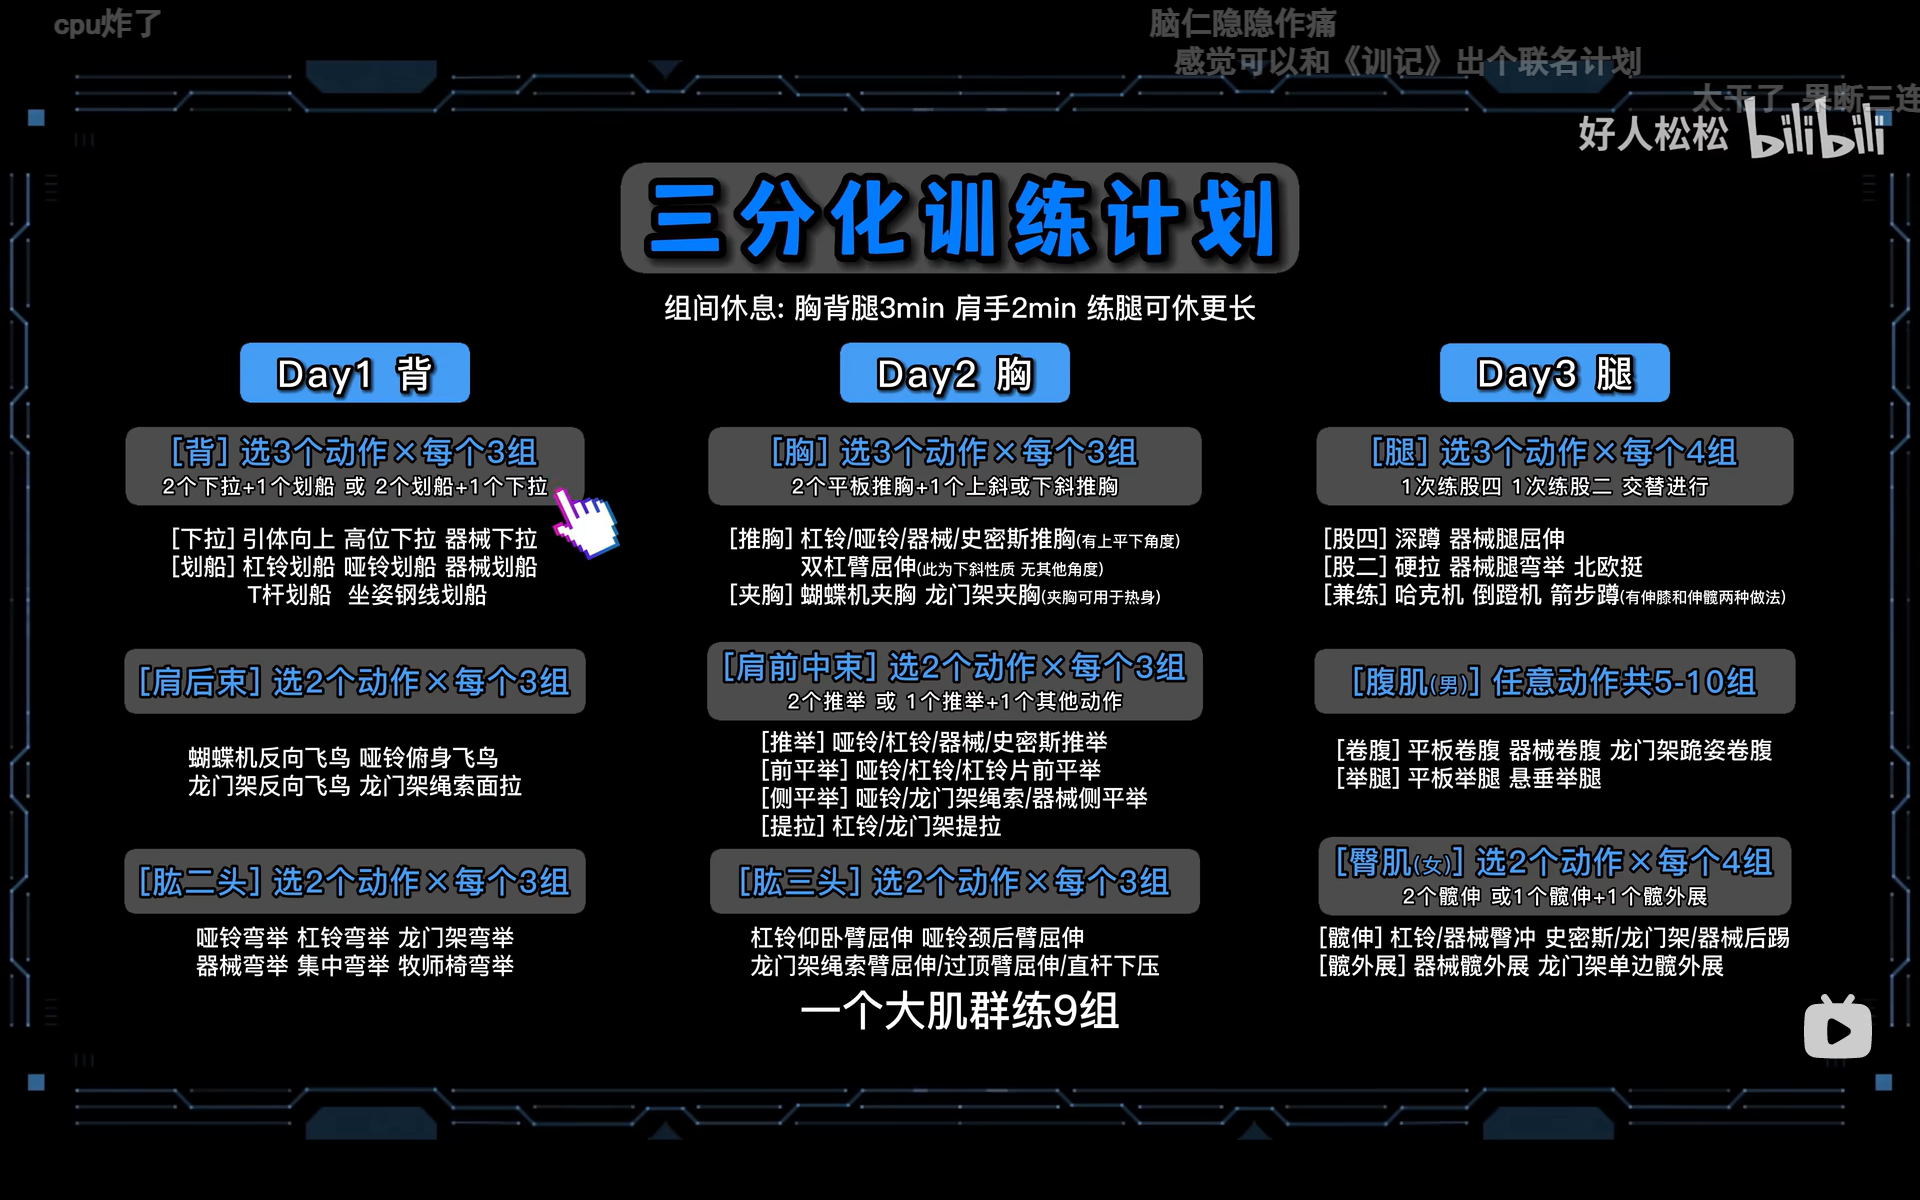 cpu炸了
脑仁隐隐作痛
感觉可以和《训记》出个联名计划
太干了 果断三连
好人松松 bilibili
三分化训练计划
组间休息: 胸背腿3min 肩手2min 练腿可休更长
Day1 背
[背] 选3个动作×每个3组
2个下拉+1个划船 或 2个划船+1个下拉
[下拉] 引体向上 高位下拉 器械下拉
[划船] 杠铃划船 哑铃划船 器械划船
T杆划船 坐姿钢线划船
[肩后束] 选2个动作×每个3组
蝴蝶机反向飞鸟 哑铃俯身飞鸟
龙门架反向飞鸟 龙门架绳索面拉
[肱二头] 选2个动作×每个3组
哑铃弯举 杠铃弯举 龙门架弯举
器械弯举 集中弯举 牧师椅弯举
Day2 胸
[胸] 选3个动作×每个3组
2个平板推胸+1个上斜或下斜推胸
[推胸] 杠铃/哑铃/器械/史密斯推胸(有上平下角度)
双杠臂屈伸(此为下斜性质 无其他角度)
[夹胸] 蝴蝶机夹胸 龙门架夹胸(夹胸可用于热身)
[肩前中束] 选2个动作×每个3组
2个推举 或 1个推举+1个其他动作
[推举] 哑铃/杠铃/器械/史密斯推举
[前平举] 哑铃/杠铃/杠铃片前平举
[侧平举] 哑铃/龙门架绳索/器械侧平举
[提拉] 杠铃/龙门架提拉
[肱三头] 选2个动作×每个3组
杠铃仰卧臂屈伸 哑铃颈后臂屈伸
龙门架绳索臂屈伸/过顶臂屈伸/直杆下压
Day3 腿
[腿] 选3个动作×每个4组
1次练股四 1次练股二 交替进行
[股四] 深蹲 器械腿屈伸
[股二] 硬拉 器械腿弯举 北欧挺
[兼练] 哈克机 倒蹬机 箭步蹲(有伸膝和伸髋两种做法)
[腹肌(男)] 任意动作共5-10组
[卷腹] 平板卷腹 器械卷腹 龙门架跪姿卷腹
[举腿] 平板举腿 悬垂举腿
[臀肌(女)] 选2个动作×每个4组
2个髋伸 或1个髋伸+1个髋外展
[髋伸] 杠铃/器械臀冲 史密斯/龙门架/器械后踢
[髋外展] 器械髋外展 龙门架单边髋外展
一个大肌群练9组